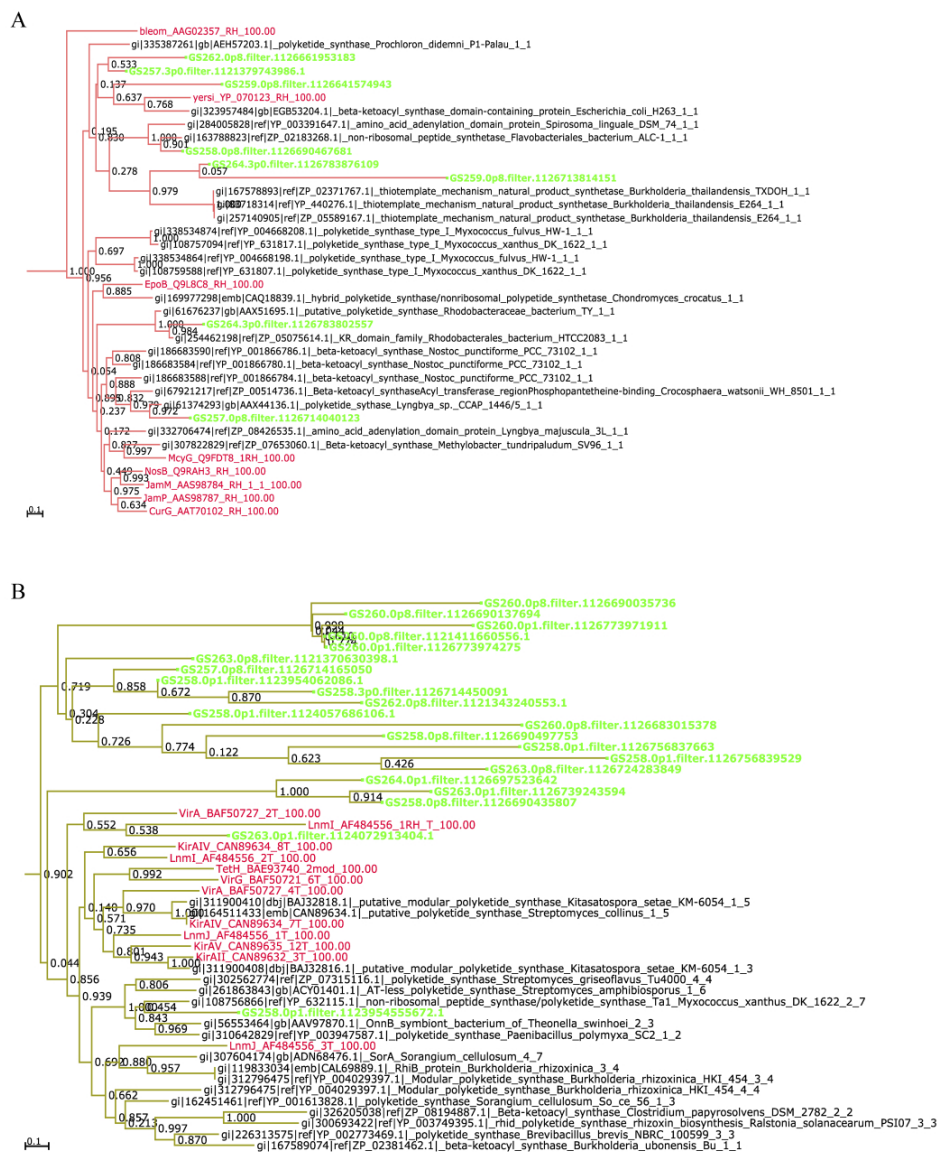 A
bleom_AAG02357_RH_100.00
gi|335387261|gb|AEH57203.1|_polyketide_synthase_Prochloron_didemni_P1-Palau_1_1
GS262.0p8.filter.1126661953183
0.533
GS257.3p0.filter.1121379743986.1
0.137
GS259.0p8.filter.1126641574943
yersi_YP_070123_RH_100.00
0.637
0.768
gi|323957484|gb|EGB53204.1|_beta-ketoacyl_synthase_domain-containing_protein_Escherichia_coli_H263_1_1
gi|284005828|ref|YP_003391647.1|_amino_acid_adenylation_domain_protein_Spirosoma_linguale_DSM_74_1_1
0.195
0.830
1.000
gi|163788823|ref|ZP_02183268.1|_non-ribosomal_peptide_synthetase_Flavobacteriales_bacterium_ALC-1_1_1
0.901
GS258.0p8.filter.1126690467681
GS264.3p0.filter.1126783876109
0.278
0.057
GS259.0p8.filter.1126713814151
0.979
gi|167578893|ref|ZP_02371767.1|_thiotemplate_mechanism_natural_product_synthetase_Burkholderia_thailandensis_TXDOH_1_1
gi|83718314|ref|YP_440276.1|_thiotemplate_mechanism_natural_product_synthetase_Burkholderia_thailandensis_E264_1_1
1.000
gi|257140905|ref|ZP_05589167.1|_thiotemplate_mechanism_natural_product_synthetase_Burkholderia_thailandensis_E264_1_1
gi|338534874|ref|YP_004668208.1|_polyketide_synthase_type_I_Myxococcus_fulvus_HW-1_1_1
1.000
gi|108757094|ref|YP_631817.1|_polyketide_synthase_type_I_Myxococcus_xanthus_DK_1622_1_1
0.697
gi|338534864|ref|YP_004668198.1|_polyketide_synthase_type_I_Myxococcus_fulvus_HW-1_1_1
1.000
1.000
gi|108759588|ref|YP_631807.1|_polyketide_synthase_type_I_Myxococcus_xanthus_DK_1622_1_1
0.956
EpoB_Q9L8C8_RH_100.00
0.885
gi|169977298|emb|CAQ18839.1|_hybrid_polyketide_synthase/nonribosomal_polypetide_synthetase_Chondromyces_crocatus_1_1
gi|61676237|gb|AAX51695.1|_putative_polyketide_synthase_Rhodobacteraceae_bacterium_TY_1_1
1.000
GS264.3p0.filter.1126783802557
0.984
gi|254462198|ref|ZP_05075614.1|_KR_domain_family_Rhodobacterales_bacterium_HTCC2083_1_1
gi|186683590|ref|YP_001866786.1|_beta-ketoacyl_synthase_Nostoc_punctiforme_PCC_73102_1_1
0.808
gi|186683584|ref|YP_001866780.1|_beta-ketoacyl_synthase_Nostoc_punctiforme_PCC_73102_1_1
0.054
gi|186683588|ref|YP_001866784.1|_beta-ketoacyl_synthase_Nostoc_punctiforme_PCC_73102_1_1
0.888
gi|67921217|ref|ZP_00514736.1|_Beta-ketoacylsynthaseAcyl_transferase_regionPhosphopantetheine-binding_Crocosphaera_watsonii_WH_8501_1_1
0.895
0.832
0.979
gi|61374293|gb|AAX44136.1|_polyketide_sythase_Lyngbya_sp._CCAP_1446/5_1_1
0.237
0.972
GS257.0p8.filter.1126714040123
0.172
gi|332706474|ref|ZP_08426535.1|_amino_acid_adenylation_domain_protein_Lyngbya_majuscula_3L_1_1
0.827
gi|307822829|ref|ZP_07653060.1|_Beta-ketoacyl_synthase_Methylobacter_tundripaludum_SV96_1_1
0.997
McyG_Q9FDT8_1RH_100.00
0.449
NosB_Q9RAH3_RH_100.00
0.993
JamM_AAS98784_RH_1_1_100.00
0.975
JamP_AAS98787_RH_100.00
0.634
CurG_AAT70102_RH_100.00
0.1
B
GS260.0p8.filter.1126690035736
GS260.0p8.filter.1126690137694
0.998
0.944
GS260.0p1.filter.1126773971911
GS260.0p8.filter.1121411660556.1
GS260.0p1.filter.1126773974275
GS263.0p8.filter.1121370630398.1
GS257.0p8.filter.1126714165050
0.719
0.858
GS258.0p1.filter.1123954062086.1
0.672
GS258.3p0.filter.1126714450091
0.870
GS262.0p8.filter.1121343240553.1
0.304
GS258.0p1.filter.1124057686106.1
0.228
GS260.0p8.filter.1126683015378
0.726
GS258.0p8.filter.1126690497753
0.774
GS258.0p1.filter.1126756837663
0.122
0.623
GS258.0p1.filter.1126756839529
0.426
GS263.0p8.filter.1126724283849
GS264.0p1.filter.1126697523642
1.000
GS263.0p1.filter.1126739243594
0.914
GS258.0p8.filter.1126690435807
VirA_BAF50727_2T_100.00
0.552
LnmI_AF484556_1RH_T_100.00
0.538
GS263.0p1.filter.1124072913404.1
KirAIV_CAN89634_8T_100.00
0.656
LnmI_AF484556_2T_100.00
0.902
TetH_BAE93740_2mod_100.00
0.992
VirG_BAF50721_6T_100.00
VirA_BAF50727_4T_100.00
0.140
0.970
gi|311900410|dbj|BAJ32818.1|_putative_modular_polyketide_synthase_Kitasatospora_setae_KM-6054_1_5
1.000
gi|164511433|emb|CAN89634.1|_putative_polyketide_synthase_Streptomyces_collinus_1_5
0.571
KirAIV_CAN89634_7T_100.00
0.735
LnmJ_AF484556_1T_100.00
KirAV_CAN89635_12T_100.00
0.801
0.943
KirAII_CAN89632_3T_100.00
0.044
1.000
gi|311900408|dbj|BAJ32816.1|_putative_modular_polyketide_synthase_Kitasatospora_setae_KM-6054_1_3
0.856
gi|302562774|ref|ZP_07315116.1|_polyketide_synthase_Streptomyces_griseoflavus_Tu4000_4_4
0.806
gi|261863843|gb|ACY01401.1|_AT-less_polyketide_synthase_Streptomyces_amphibiosporus_1_6
0.939
gi|108756866|ref|YP_632115.1|_non-ribosomal_peptide_synthase/polyketide_synthase_Ta1_Myxococcus_xanthus_DK_1622_2_7
1.000
0.454
GS258.0p1.filter.1123954555672.1
0.843
gi|56553464|gb|AAV97870.1|_OnnB_symbiont_bacterium_of_Theonella_swinhoei_2_3
0.969
gi|310642829|ref|YP_003947587.1|_polyketide_synthase_Paenibacillus_polymyxa_SC2_1_2
LnmJ_AF484556_3T_100.00
0.692
0.880
gi|307604174|gb|ADN68476.1|_SorA_Sorangium_cellulosum_4_7
0.957
gi|119833034|emb|CAL69889.1|_RhiB_protein_Burkholderia_rhizoxinica_3_4
gi|312796475|ref|YP_004029397.1|_Modular_polyketide_synthase_Burkholderia_rhizoxinica_HKI_454_3_4
gi|312796475|ref|YP_004029397.1|_Modular_polyketide_synthase_Burkholderia_rhizoxinica_HKI_454_4_4
0.662
gi|162451461|ref|YP_001613828.1|_polyketide_synthase_Sorangium_cellulosum_So_ce_56_1_3
gi|326205038|ref|ZP_08194887.1|_Beta-ketoacyl_synthase_Clostridium_papyrosolvens_DSM_2782_2_2
0.857
1.000
0.213
gi|300693422|ref|YP_003749395.1|_rhid_polyketide_synthase_rhizoxin_biosynthesis_Ralstonia_solanacearum_PSI07_3_3
0.997
gi|226313575|ref|YP_002773469.1|_polyketide_synthase_Brevibacillus_brevis_NBRC_100599_3_3
0.870
gi|167589074|ref|ZP_02381462.1|_beta-ketoacyl_synthase_Burkholderia_ubonensis_Bu_1_1
0.1